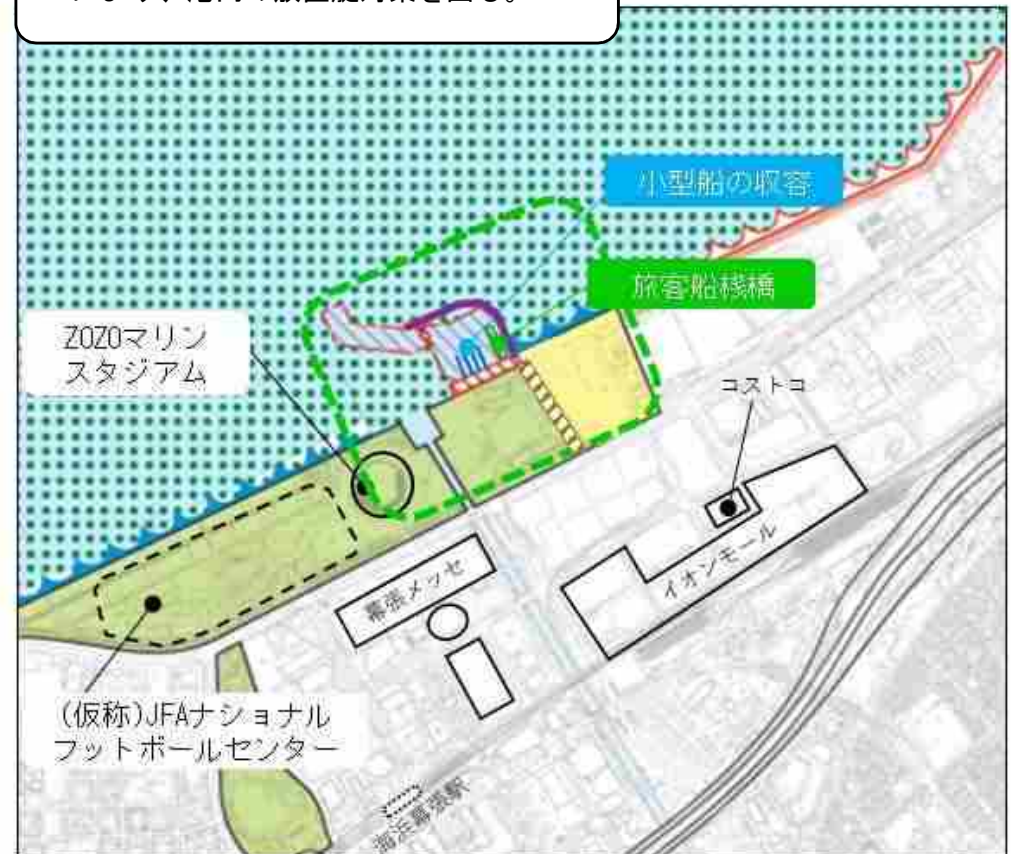 小型船の収容
旅客船桟橋
ZOZOマリン
スタジアム
コストコ
イオンモール
幕張メッセ
(仮称)JFAナショナル
フットボールセンター
海浜幕張駅